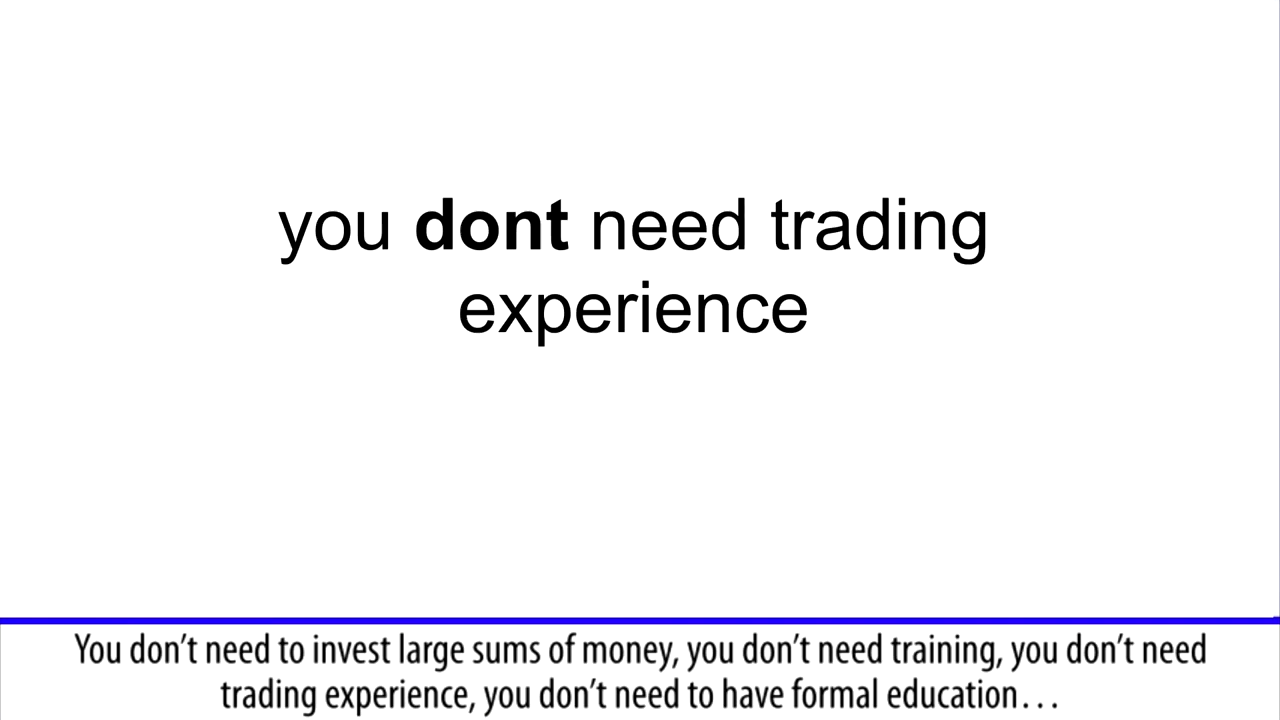 you dont need trading
experience
You don’t need to invest large sums of money, you don’t need training, you don’t need
trading experience, you don’t need to have formal education…